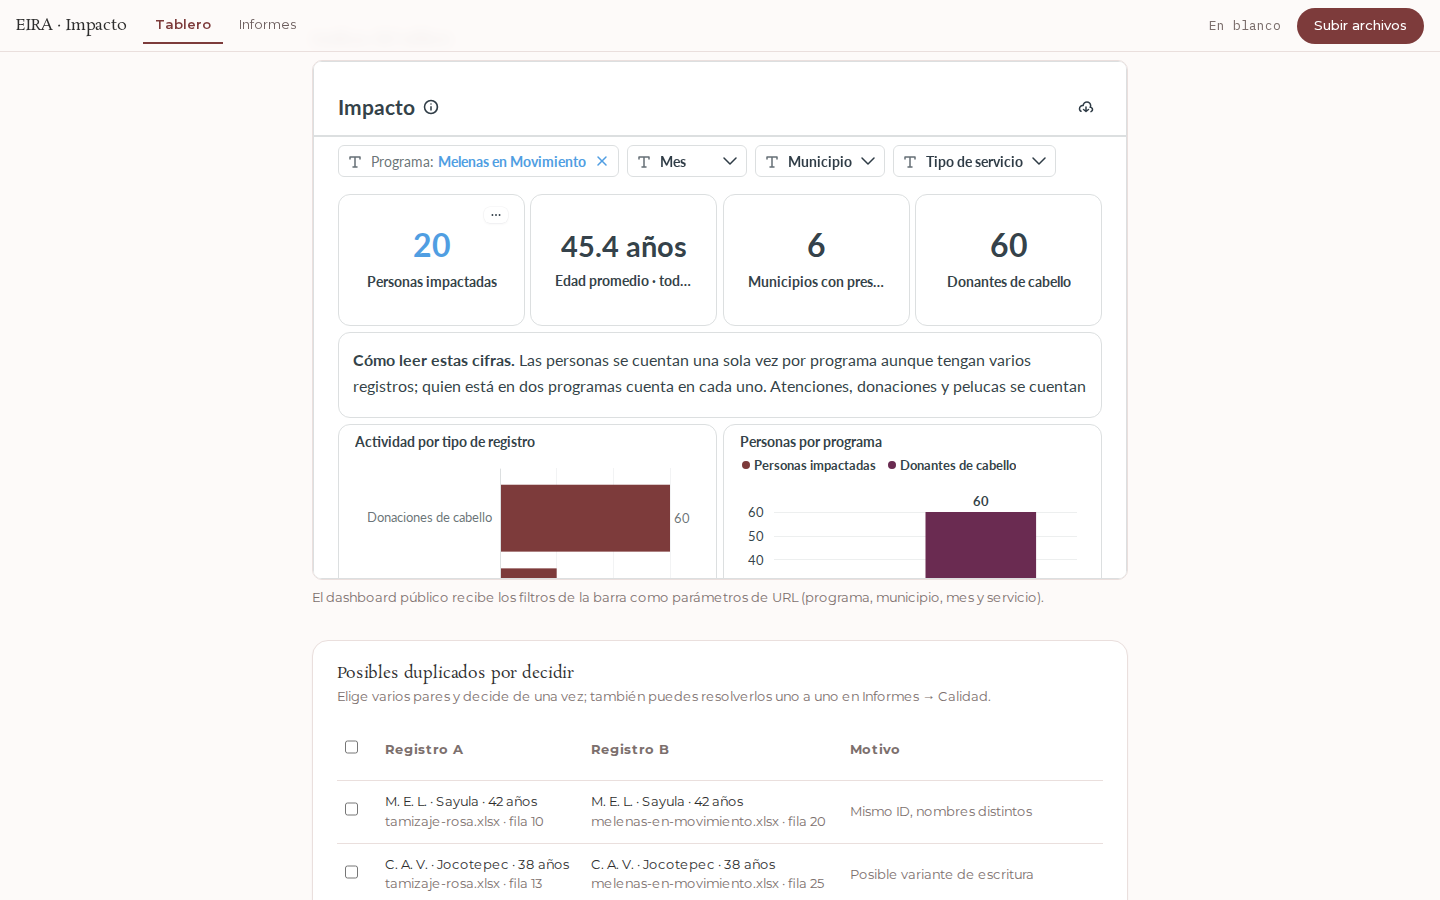 EIRA · Impacto
Tablero
Informes
En blanco
Subir archivos
Impacto
Programa: Melenas en Movimiento
Mes
Municipio
Tipo de servicio
20
Personas impactadas
45.4 años
Edad promedio · tod...
6
Municipios con pres...
60
Donantes de cabello
Cómo leer estas cifras. Las personas se cuentan una sola vez por programa aunque tengan varios
registros; quien está en dos programas cuenta en cada uno. Atenciones, donaciones y pelucas se cuentan
Actividad por tipo de registro
Donaciones de cabello
60
Personas por programa
Personas impactadas
Donantes de cabello
60
60
50
40
El dashboard público recibe los filtros de la barra como parámetros de URL (programa, municipio, mes y servicio).
Posibles duplicados por decidir
Elige varios pares y decide de una vez; también puedes resolverlos uno a uno en Informes → Calidad.
Registro A
Registro B
Motivo
M. E. L. · Sayula · 42 años
tamizaje-rosa.xlsx · fila 10
M. E. L. · Sayula · 42 años
melenas-en-movimiento.xlsx · fila 20
Mismo ID, nombres distintos
C. A. V. · Jocotepec · 38 años
tamizaje-rosa.xlsx · fila 13
C. A. V. · Jocotepec · 38 años
melenas-en-movimiento.xlsx · fila 25
Posible variante de escritura